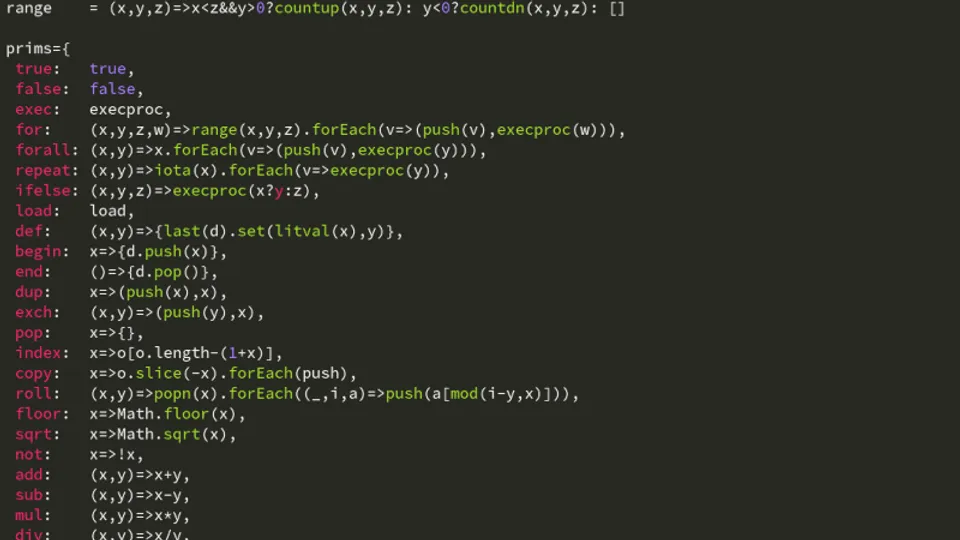 range    = (x,y,z)=>x<z&&y>0?countup(x,y,z): y<0?countdn(x,y,z): []
prims={
 true:   true,
 false:  false,
 exec:   execproc,
 for:    (x,y,z,w)=>range(x,y,z).forEach(v=>(push(v),execproc(w))),
 forall: (x,y)=>x.forEach(v=>(push(v),execproc(y))),
 repeat: (x,y)=>iota(x).forEach(v=>execproc(y)),
 ifelse: (x,y,z)=>execproc(x?y:z),
 load:   load,
 def:    (x,y)=>{last(d).set(litval(x),y)},
 begin:  x=>{d.push(x)},
 end:    ()=>{d.pop()},
 dup:    x=>(push(x),x),
 exch:   (x,y)=>(push(y),x),
 pop:    x=>{},
 index:  x=>o[o.length-(1+x)],
 copy:   x=>o.slice(-x).forEach(push),
 roll:   (x,y)=>popn(x).forEach((_,i,a)=>push(a[mod(i-y,x)])),
 floor:  x=>Math.floor(x),
 sqrt:   x=>Math.sqrt(x),
 not:    x=>!x,
 add:    (x,y)=>x+y,
 sub:    (x,y)=>x-y,
 mul:    (x,y)=>x*y,
 div:    (x,y)=>x/y,